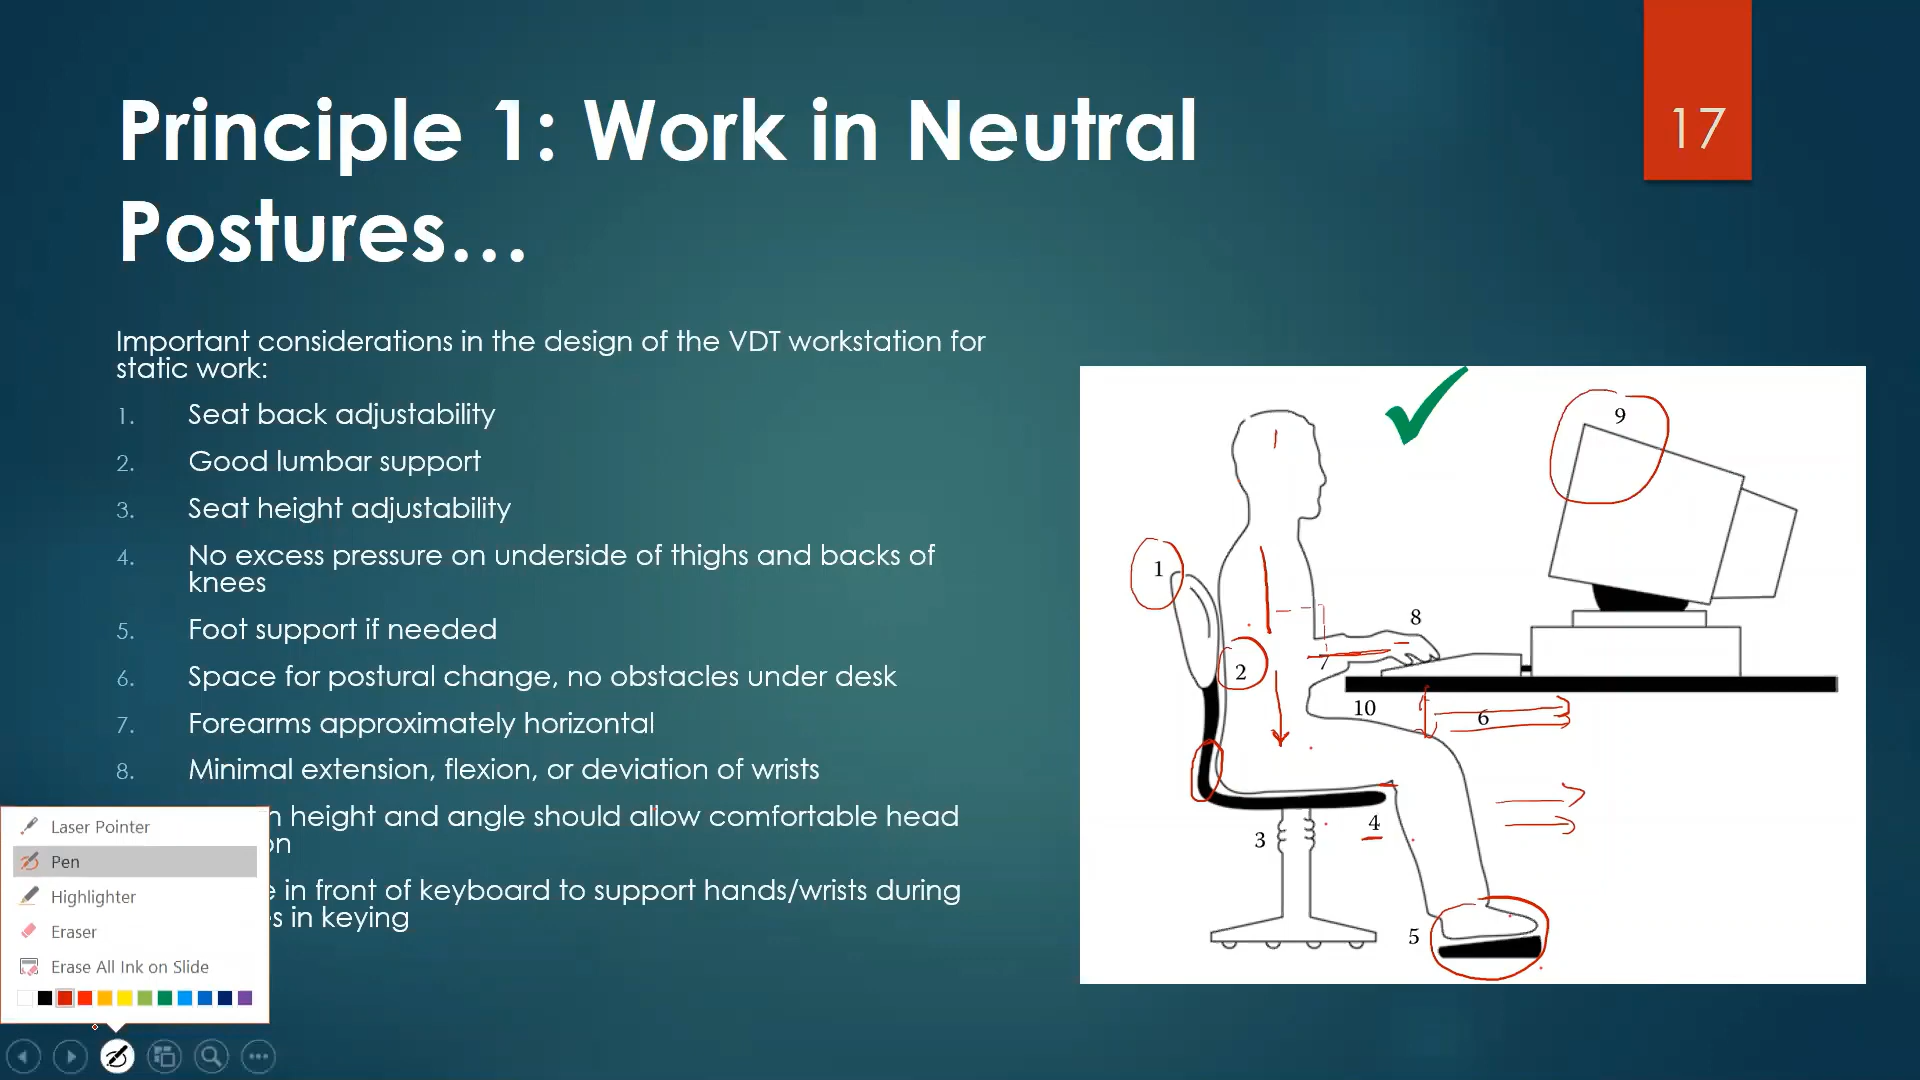 Principle 1: Work in Neutral
Postures...
17
Important considerations in the design of the VDT workstation for
static work:
1. Seat back adjustability
2. Good lumbar support
3. Seat height adjustability
4. No excess pressure on underside of thighs and backs of
knees
5. Foot support if needed
6. Space for postural change, no obstacles under desk
7. Forearms approximately horizontal
8. Minimal extension, flexion, or deviation of wrists
height and angle should allow comfortable head
in front of keyboard to support hands/wrists during
in keying
Laser Pointer
Pen
Highlighter
Eraser
Erase All Ink on Slide
9
1
8
2
7
10
6
4
3
5